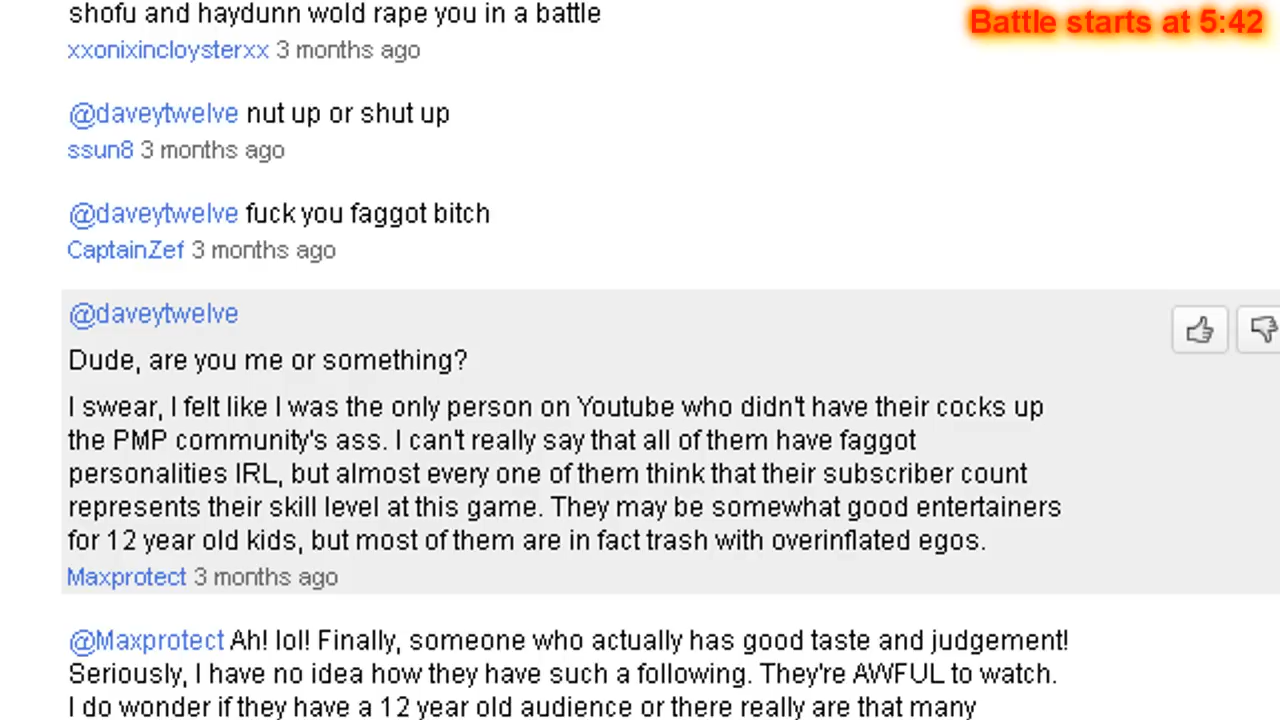 shofu and haydunn wold rape you in a battle
Battle starts at 5:42
xxonixincloysterxx 3 months ago
@daveytwelve nut up or shut up
ssun8 3 months ago
@daveytwelve fuck you faggot bitch
CaptainZef 3 months ago
@daveytwelve
Dude, are you me or something?
I swear, I felt like I was the only person on Youtube who didn't have their cocks up
the PMP community's ass. I can't really say that all of them have faggot
personalities IRL, but almost every one of them think that their subscriber count
represents their skill level at this game. They may be somewhat good entertainers
for 12 year old kids, but most of them are in fact trash with overinflated egos.
Maxprotect 3 months ago
@Maxprotect Ah! lol! Finally, someone who actually has good taste and judgement!
Seriously, I have no idea how they have such a following. They're AWFUL to watch.
I do wonder if they have a 12 year old audience or there really are that many